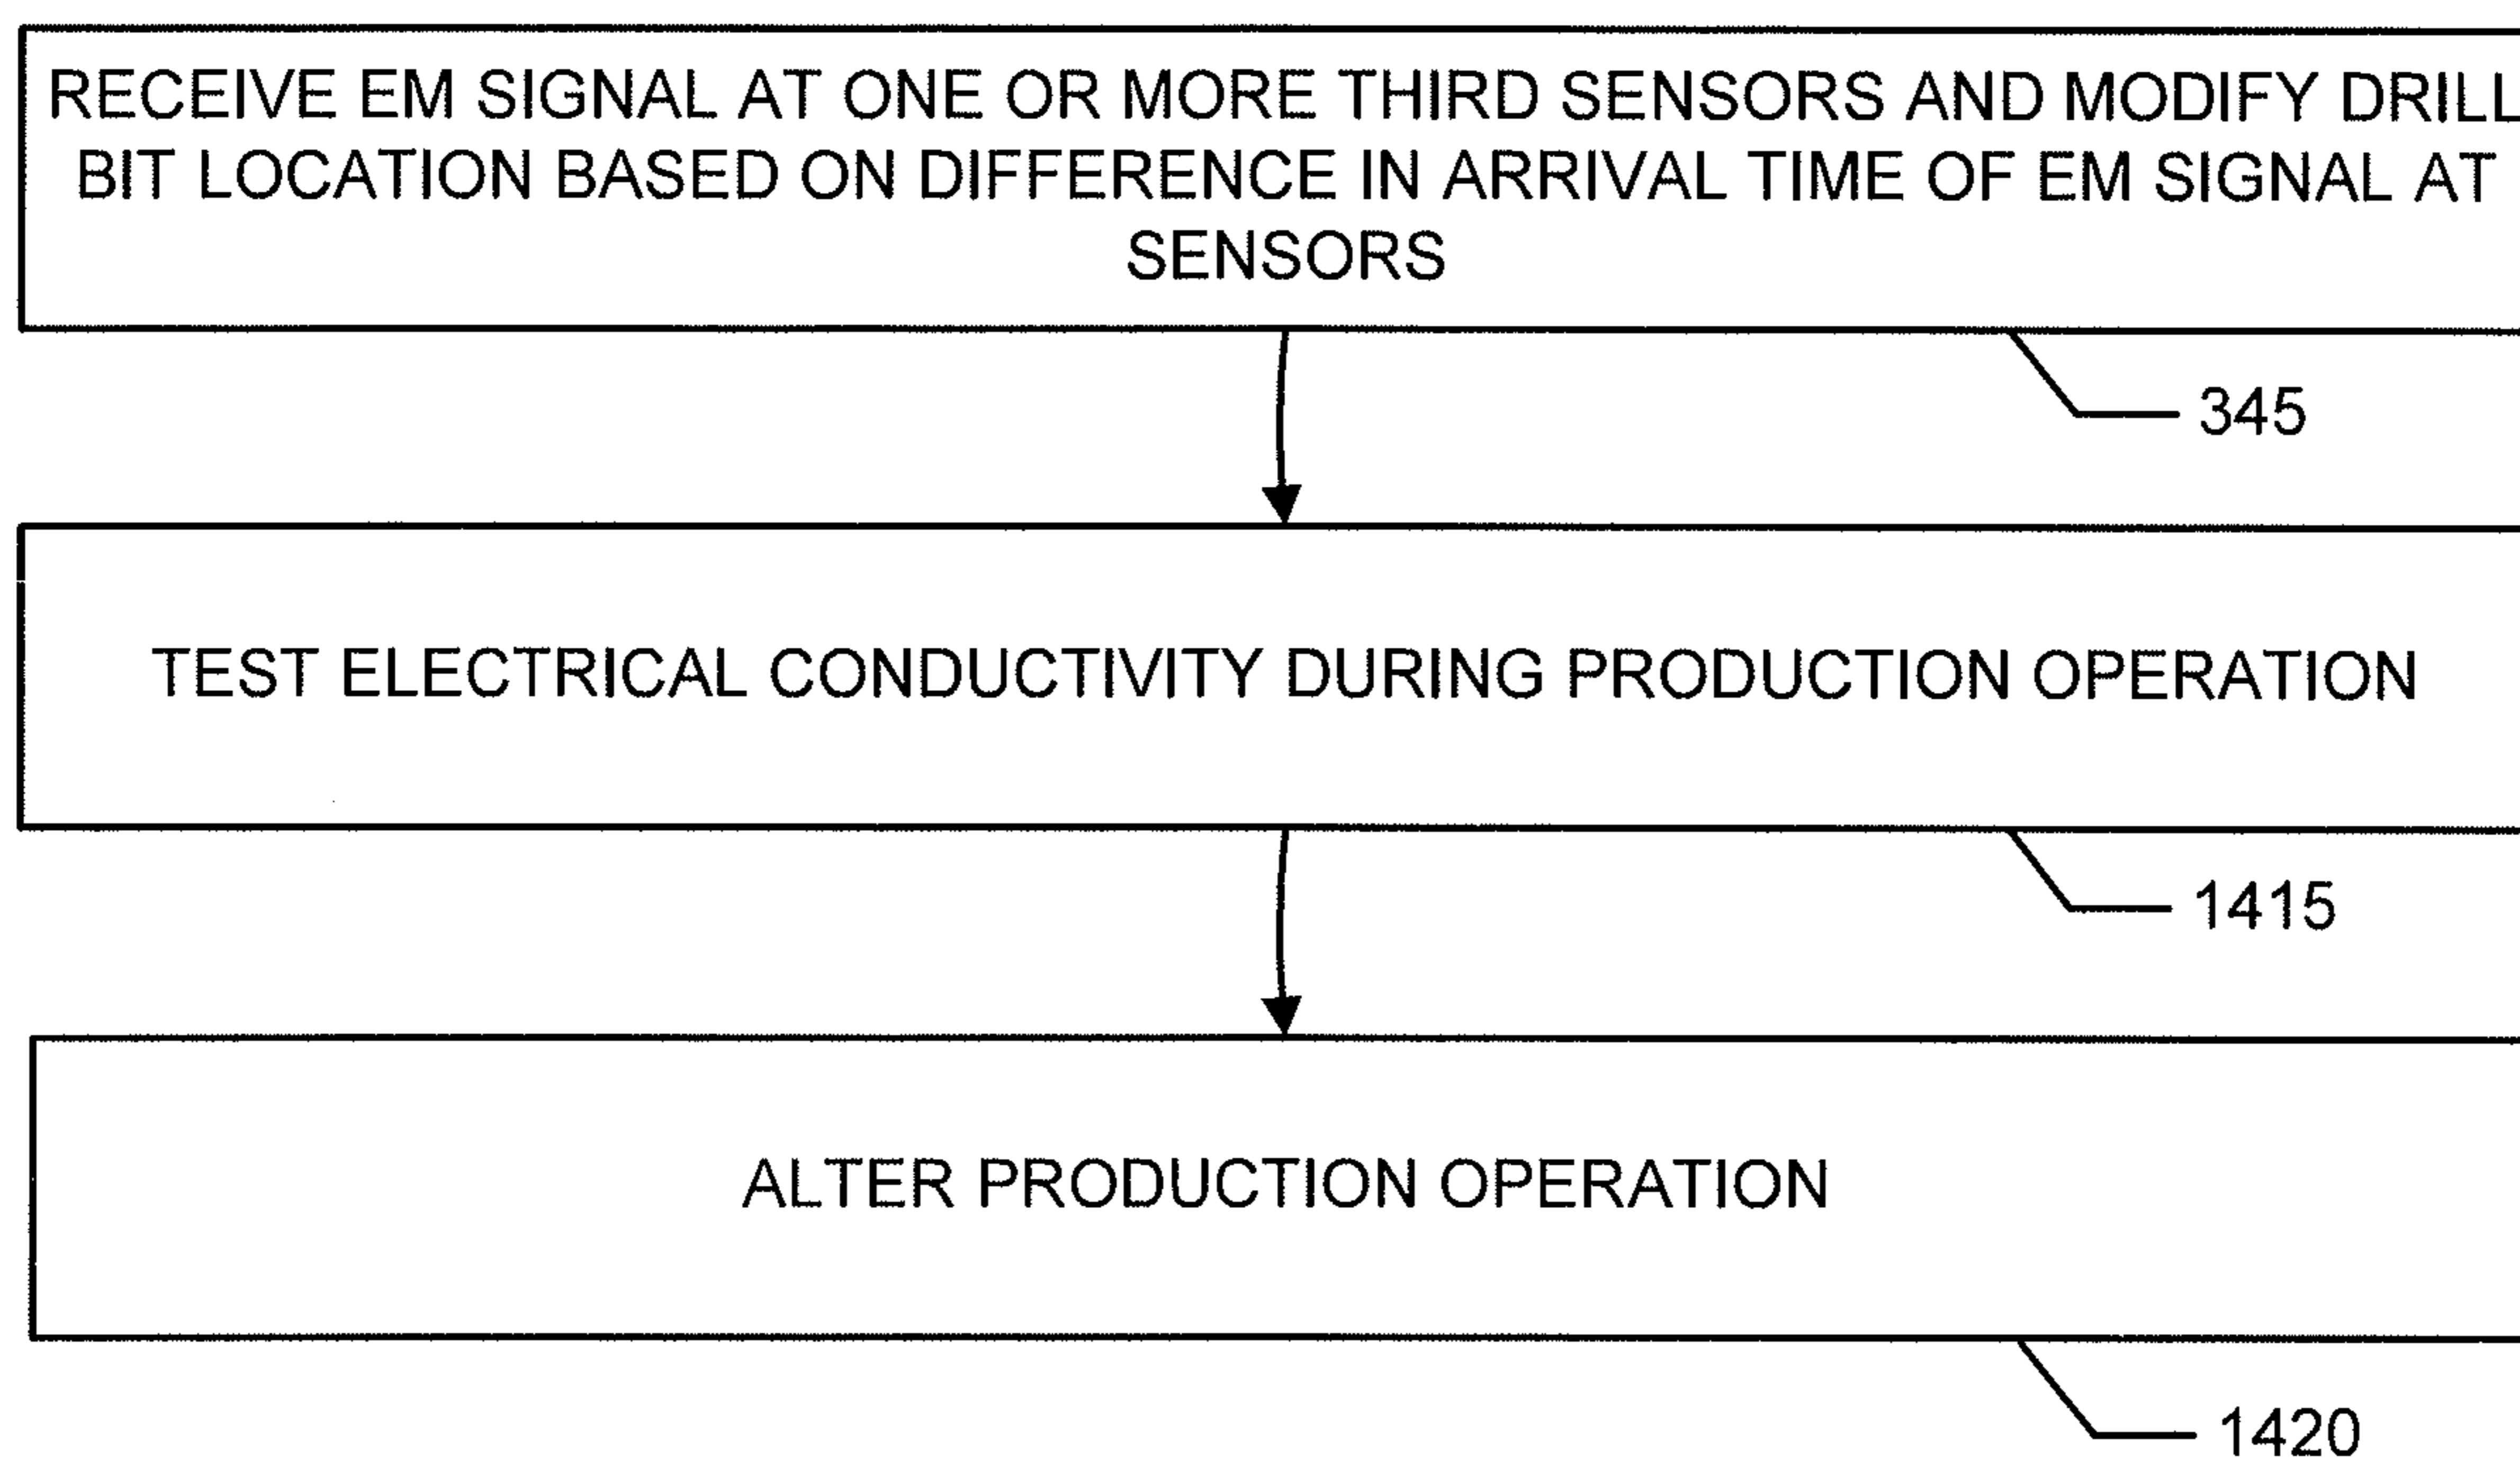 RECEIVE EM SIGNAL AT ONE OR MORE THIRD SENSORS AND MODIFY DRILL
BIT LOCATION BASED ON DIFFERENCE IN ARRIVAL TIME OF EM SIGNAL AT
SENSORS
345
TEST ELECTRICAL CONDUCTIVITY DURING PRODUCTION OPERATION
1415
ALTER PRODUCTION OPERATION
1420